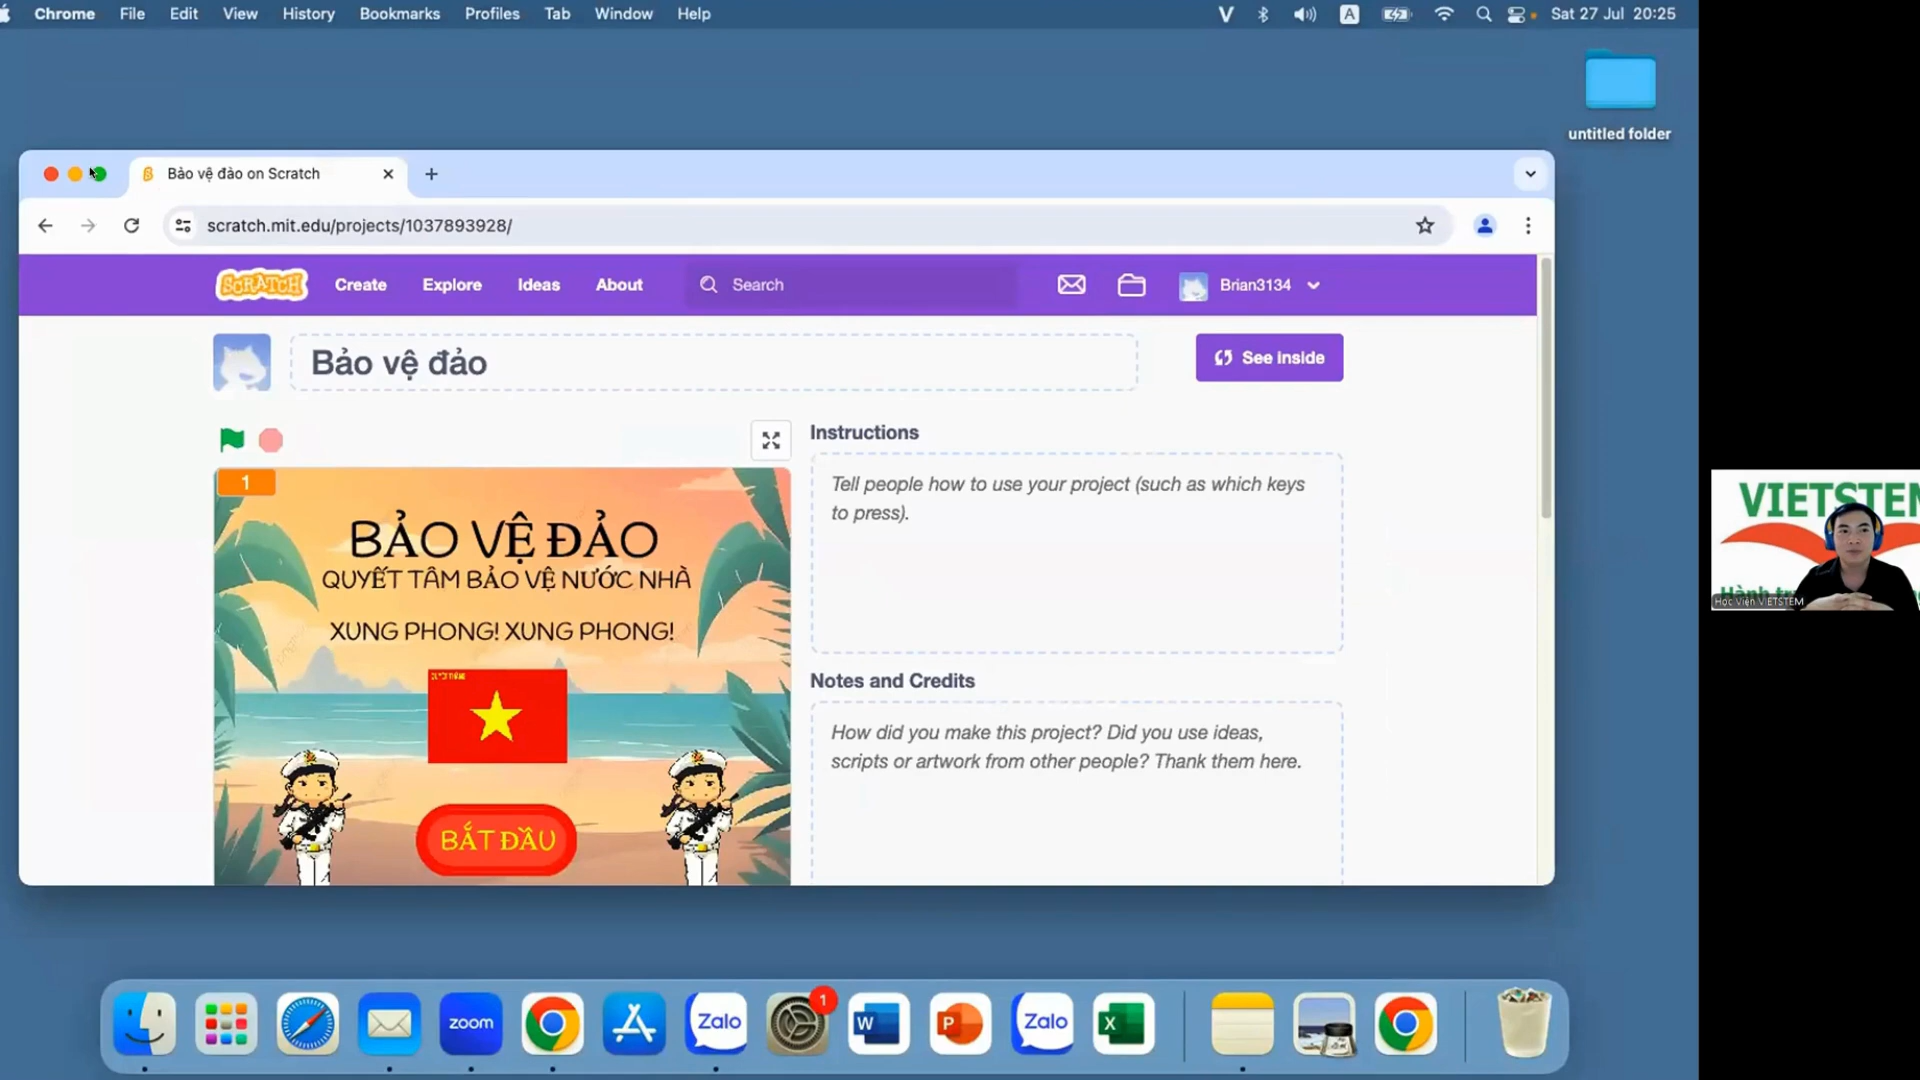 Chrome File Edit View History Bookmarks Profiles Tab Window Help
V A Sat 27 Jul 20:25
untitled folder
Bảo vệ đảo on Scratch
scratch.mit.edu/projects/1037893928/
SCRATCH Create Explore Ideas About Search Brian3134
Bảo vệ đảo
See inside
1
BẢO VỆ ĐẢO
QUYẾT TÂM BẢO VỆ NƯỚC NHÀ
XUNG PHONG! XUNG PHONG!
BẮT ĐẦU
Instructions
Tell people how to use your project (such as which keys
to press).
Notes and Credits
How did you make this project? Did you use ideas,
scripts or artwork from other people? Thank them here.
VIETSTEM
Học Viện VIETSTEM
zoom Zalo 1 W P Zalo X